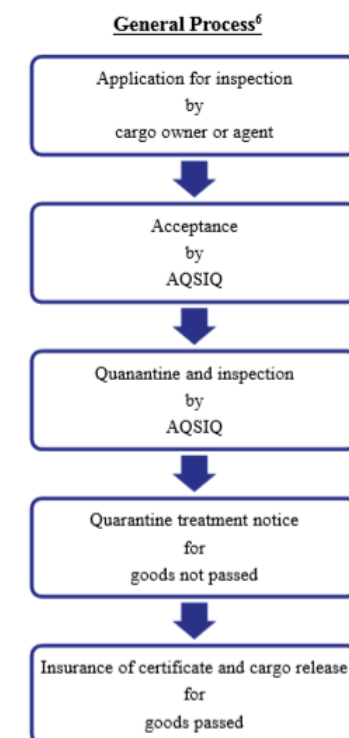 General Process⁶
Application for inspection
by
cargo owner or agent
Acceptance
by
AQSIQ
Quanantine and inspection
by
AQSIQ
Quarantine treatment notice
for
goods not passed
Insurance of certificate and cargo release
for
goods passed